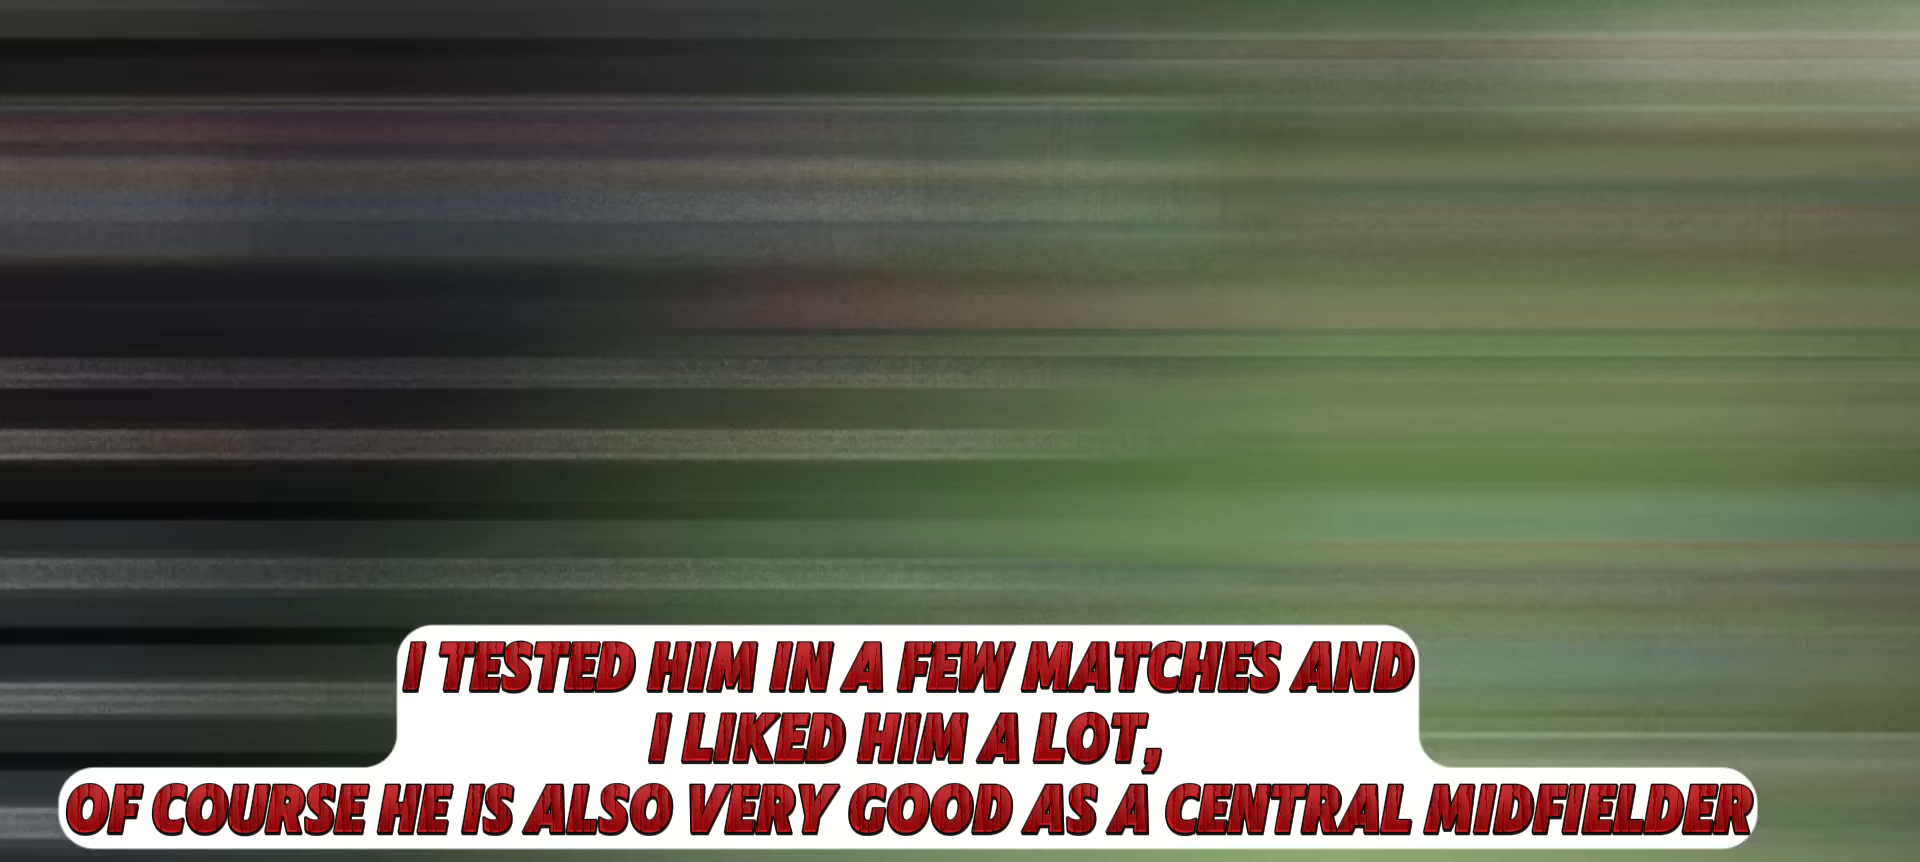 I TESTED HIM IN A FEW MATCHES AND
I LIKED HIM A LOT,
OF COURSE HE IS ALSO VERY GOOD AS A CENTRAL MIDFIELDER